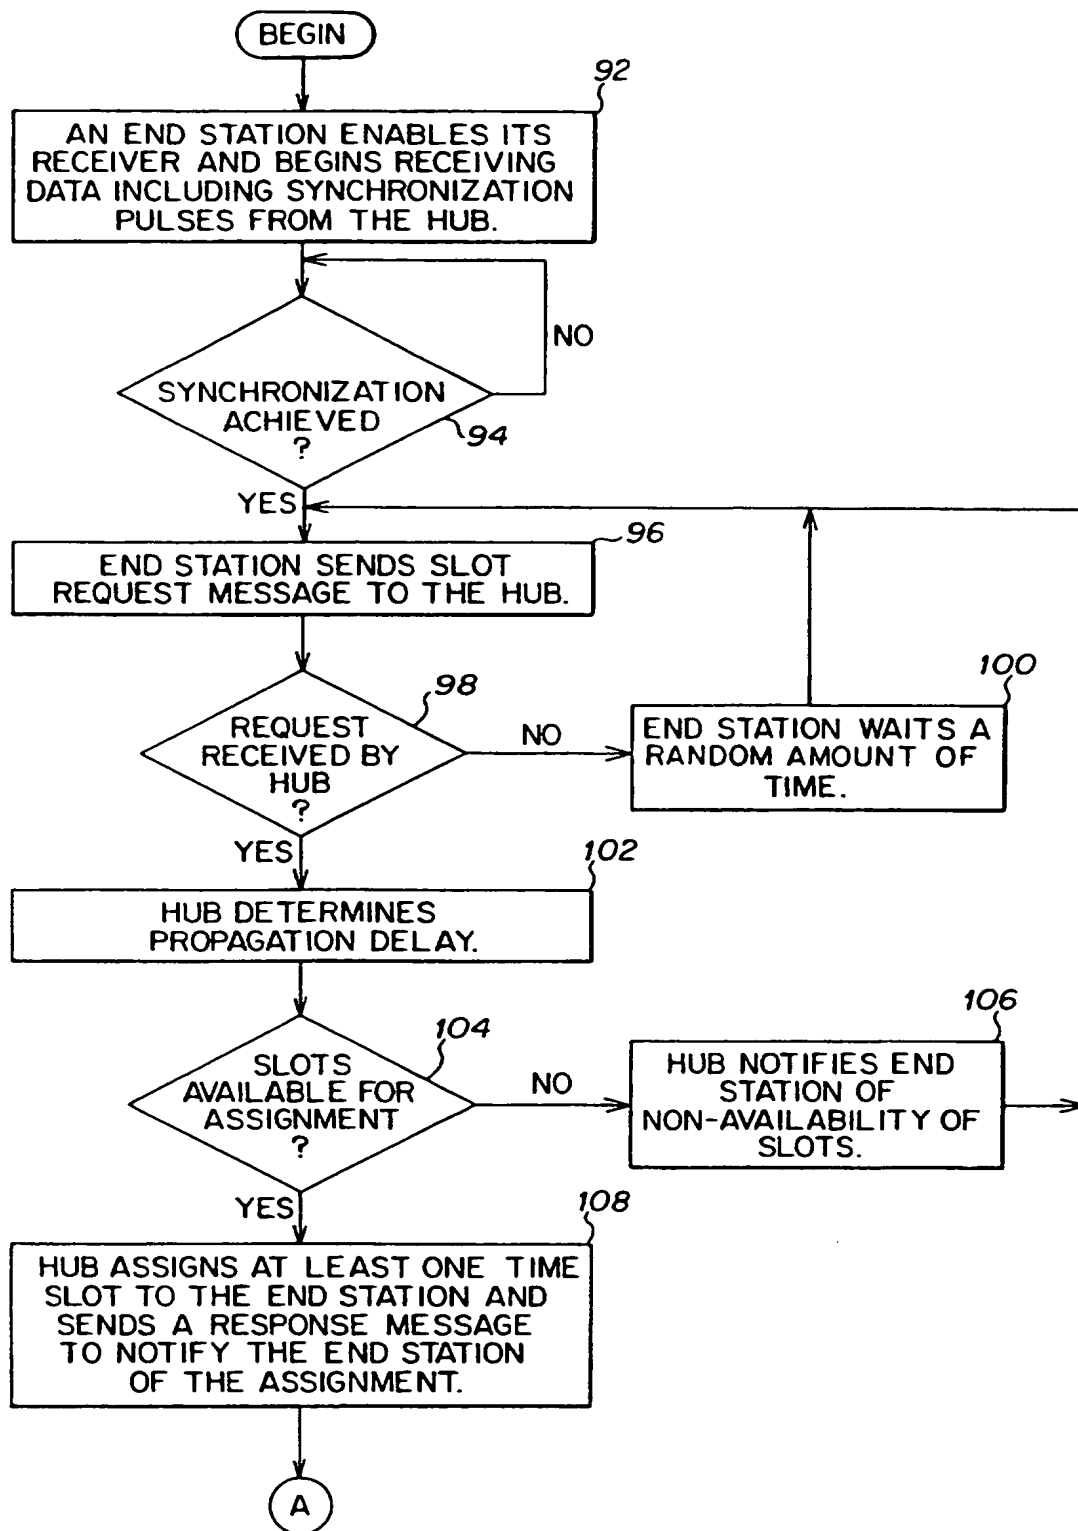 BEGIN
92
AN END STATION ENABLES ITS
RECEIVER AND BEGINS RECEIVING
DATA INCLUDING SYNCHRONIZATION
PULSES FROM THE HUB.
NO
SYNCHRONIZATION
ACHIEVED
?
94
YES
96
END STATION SENDS SLOT
REQUEST MESSAGE TO THE HUB.
98
REQUEST
RECEIVED BY
HUB
?
NO
100
END STATION WAITS A
RANDOM AMOUNT OF
TIME.
YES
102
HUB DETERMINES
PROPAGATION DELAY.
104
SLOTS
AVAILABLE FOR
ASSIGNMENT
?
NO
106
HUB NOTIFIES END
STATION OF
NON-AVAILABILITY OF
SLOTS.
YES
108
HUB ASSIGNS AT LEAST ONE TIME
SLOT TO THE END STATION AND
SENDS A RESPONSE MESSAGE
TO NOTIFY THE END STATION
OF THE ASSIGNMENT.
A